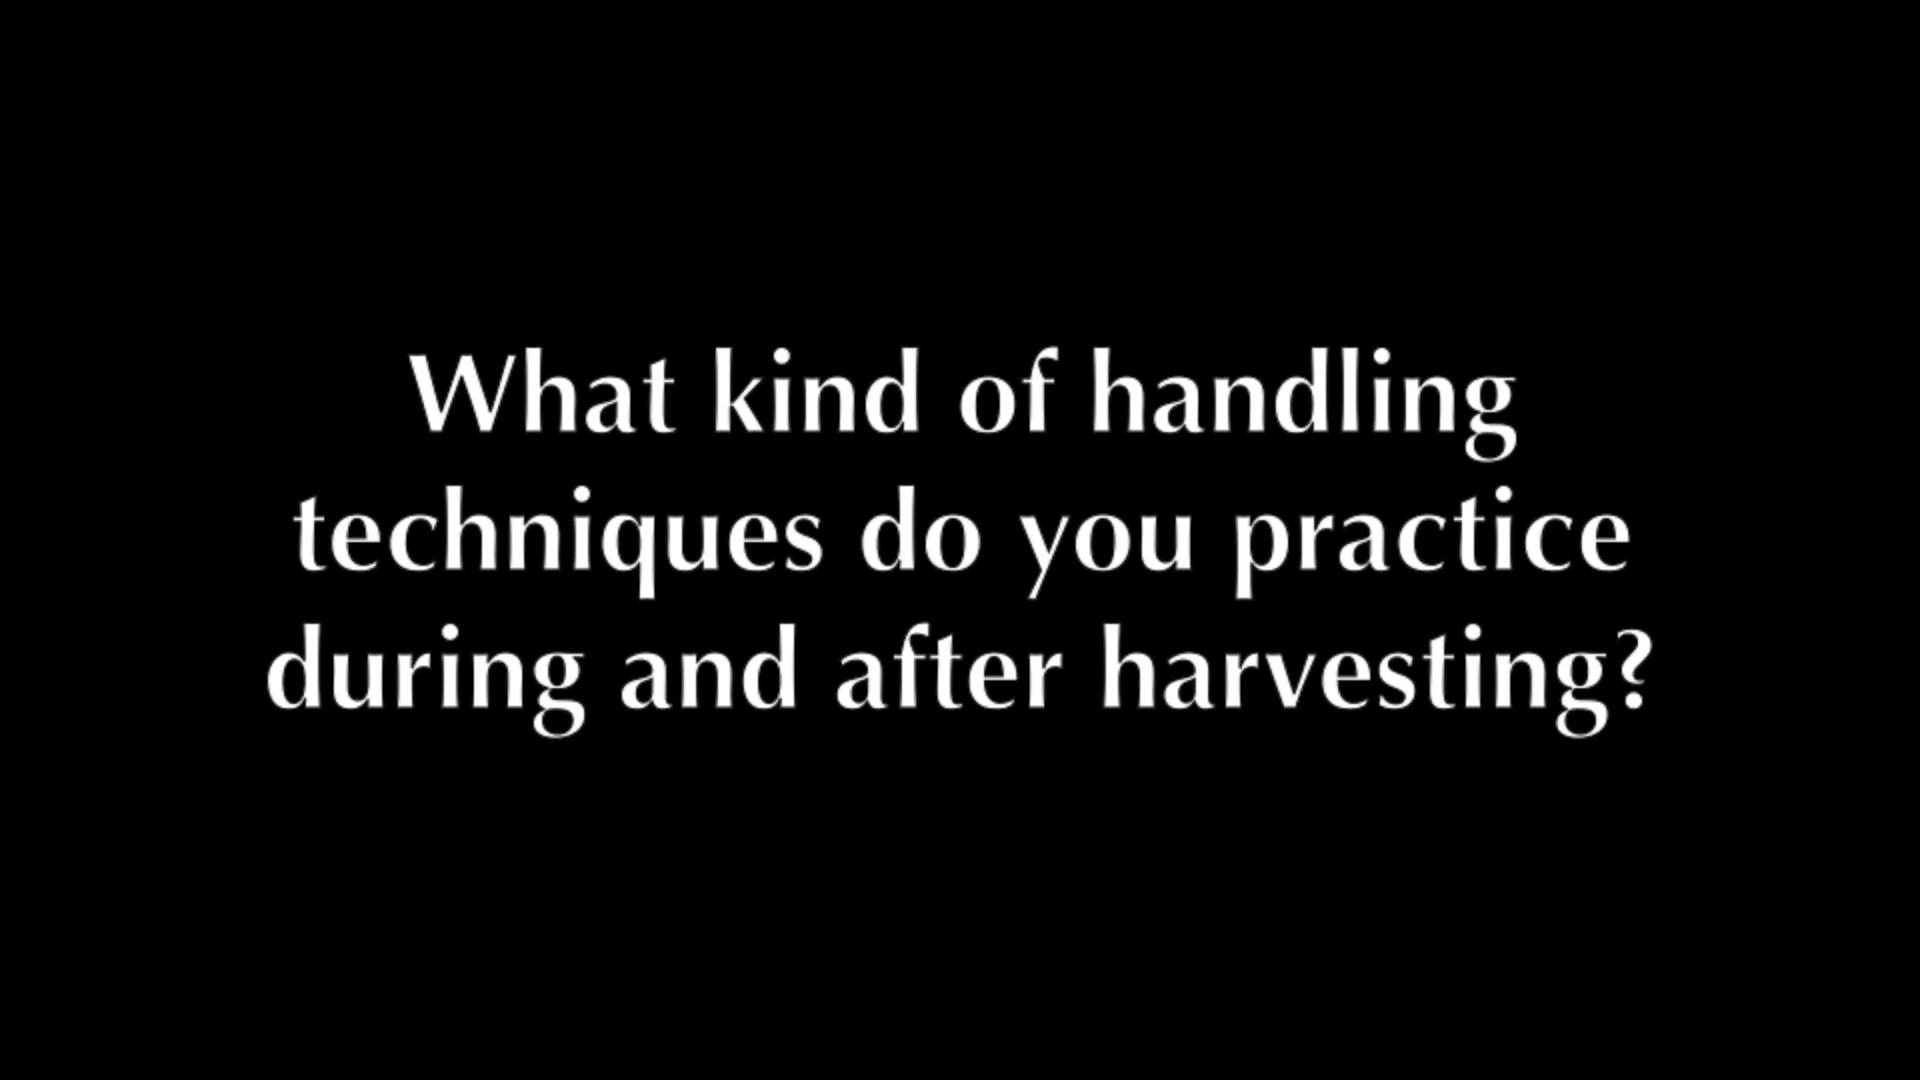 What kind of handling
techniques do you practice
during and after harvesting?